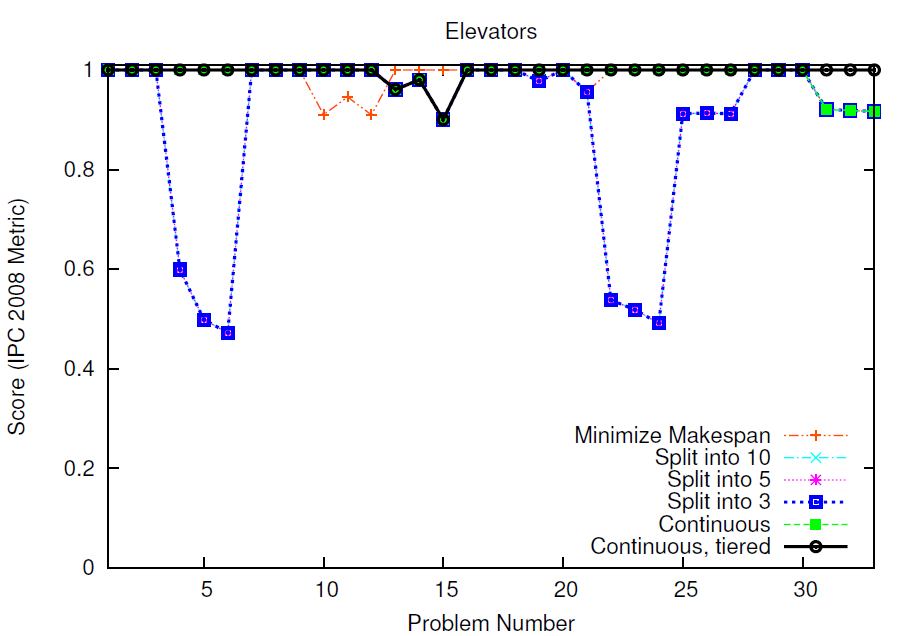 Elevators
Score (IPC 2008 Metric)
1
0.8
0.6
0.4
0.2
0
5 10 15 20 25 30
Problem Number
Minimize Makespan
Split into 10
Split into 5
Split into 3
Continuous
Continuous, tiered